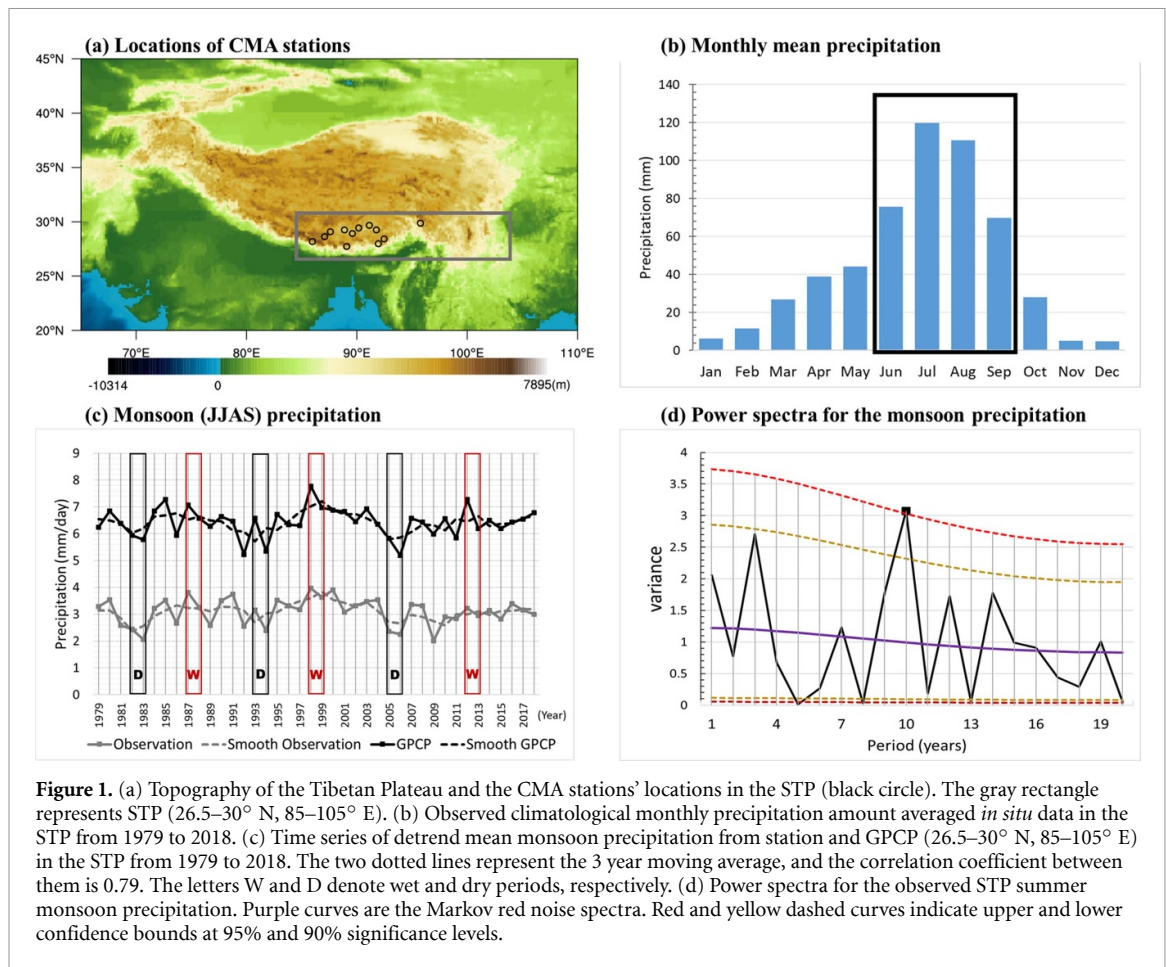 (a) Locations of CMA stations
45°N
40°N
35°N
30°N
25°N
20°N
70°E 80°E 90°E 100°E 110°E
-10314 0 7895(m)
(b) Monthly mean precipitation
Precipitation (mm)
140
120
100
80
60
40
20
0
Jan Feb Mar Apr May Jun Jul Aug Sep Oct Nov Dec
(c) Monsoon (JJAS) precipitation
Precipitation (mm/day)
9
8
7
6
5
4
3
2
1
0
D W D W D W
1979 1981 1983 1985 1987 1989 1991 1993 1995 1997 1999 2001 2003 2005 2007 2009 2011 2013 2015 2017 (Year)
Observation Smooth Observation GPCP Smooth GPCP
(d) Power spectra for the monsoon precipitation
variance
4
3.5
3
2.5
2
1.5
1
0.5
0
1 4 7 10 13 16 19
Period (years)
Figure 1. (a) Topography of the Tibetan Plateau and the CMA stations' locations in the STP (black circle). The gray rectangle
represents STP (26.5–30° N, 85–105° E). (b) Observed climatological monthly precipitation amount averaged in situ data in the
STP from 1979 to 2018. (c) Time series of detrend mean monsoon precipitation from station and GPCP (26.5–30° N, 85–105° E)
in the STP from 1979 to 2018. The two dotted lines represent the 3 year moving average, and the correlation coefficient between
them is 0.79. The letters W and D denote wet and dry periods, respectively. (d) Power spectra for the observed STP summer
monsoon precipitation. Purple curves are the Markov red noise spectra. Red and yellow dashed curves indicate upper and lower
confidence bounds at 95% and 90% significance levels.